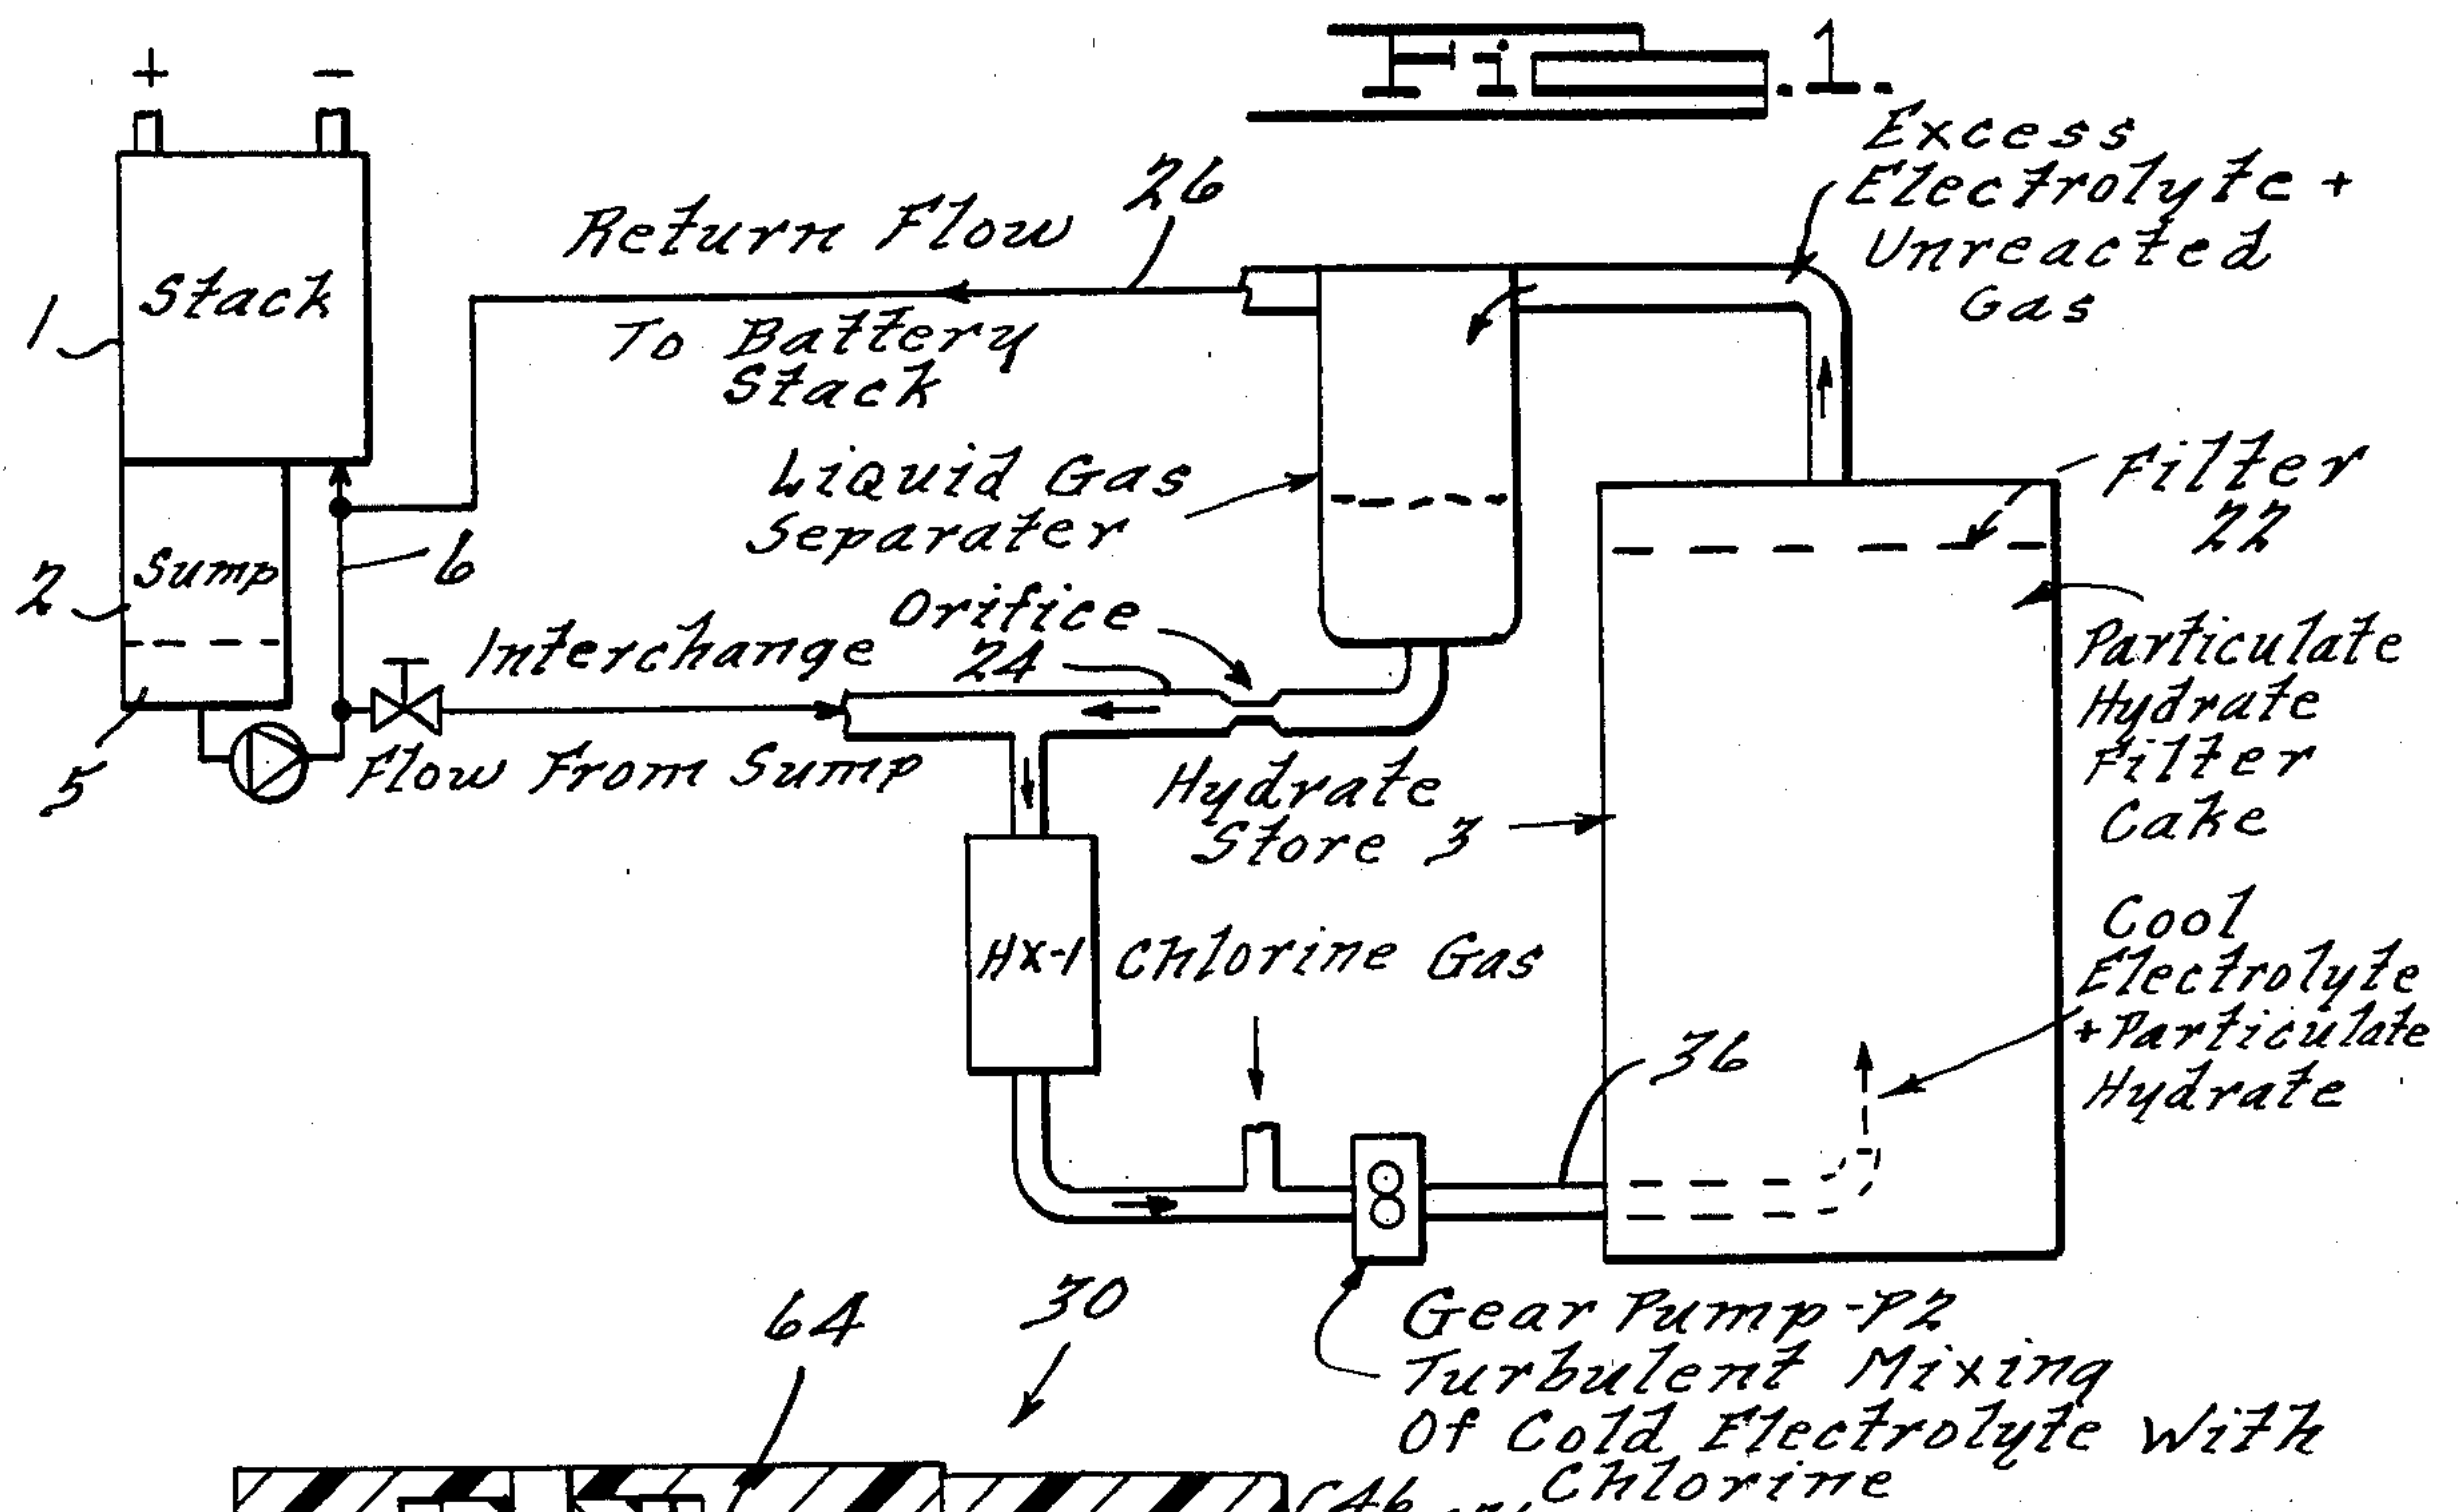 Fig.1.
+ −
Excess
Electrolyte +
Unreacted
Gas
26
Return Flow
To Battery
Stack
Stack
1
Liquid Gas
Separater
Filter
22
Sump
2
6
5
Orifice
24
Interchange
Flow From Sump
Particulate
Hydrate
Filter
Cake
Hydrate
Store 3
HX-1
Chlorine Gas
Cool
Electrolyte
+Particulate
Hydrate
36
Gear Pump-P2
Turbulent Mixing
Of Cold Electrolyte With
Chlorine
64
30
46